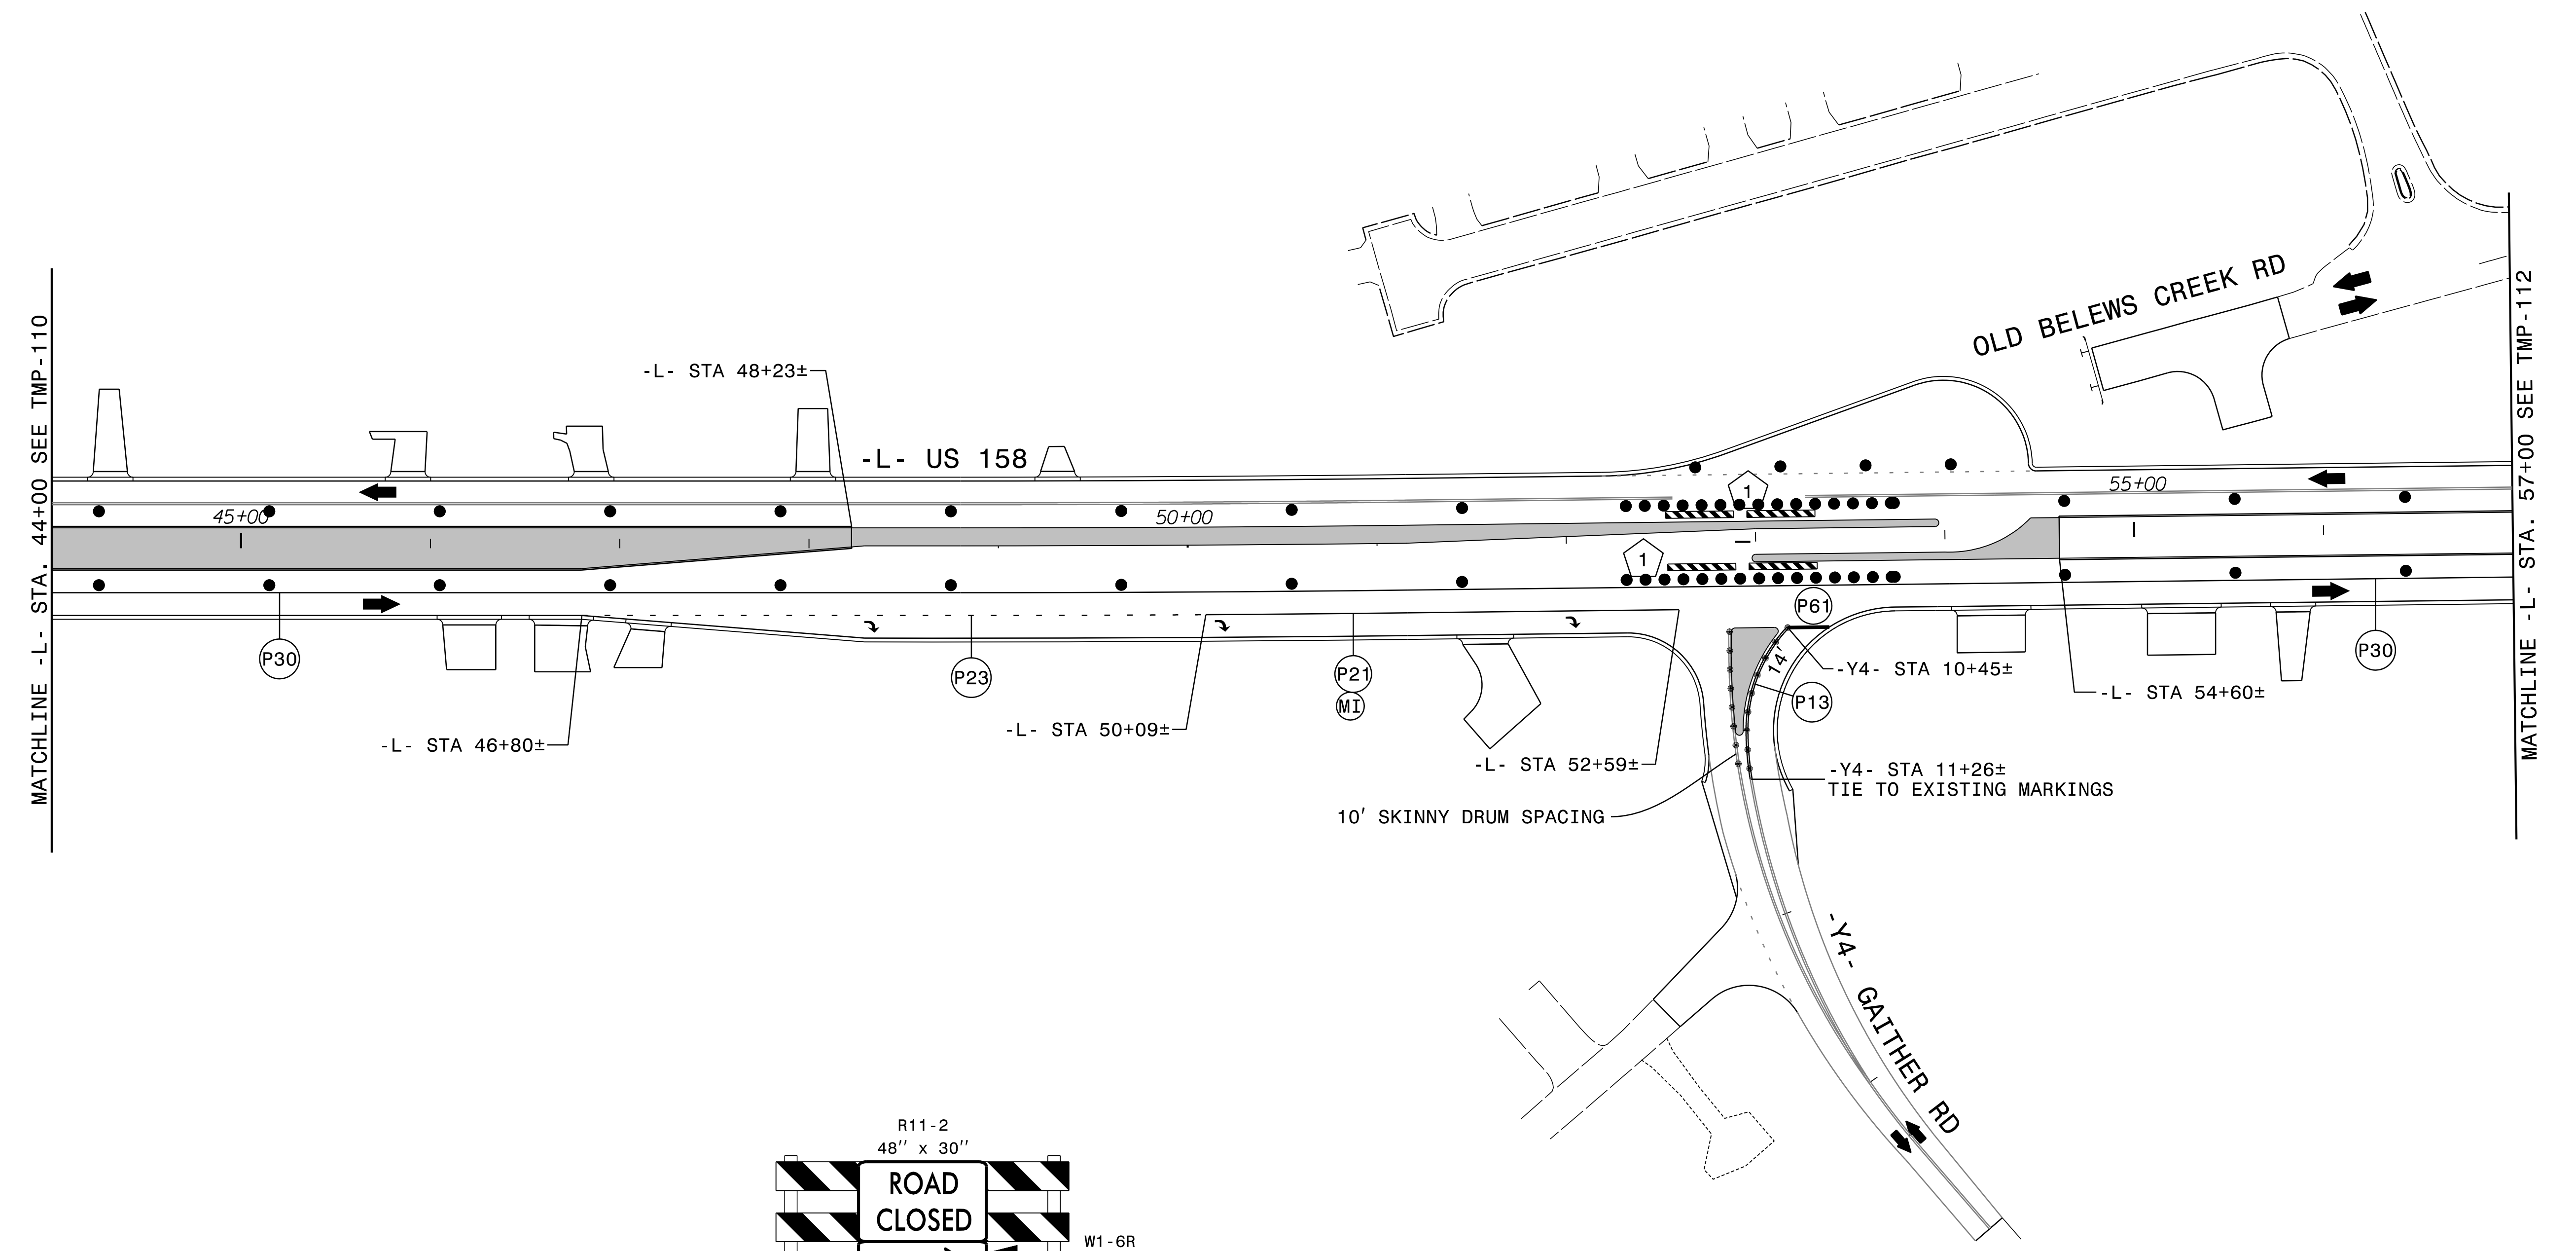 OLD BELEWS CREEK RD
MATCHLINE -L- STA. 44+00 SEE TMP-110
MATCHLINE -L- STA. 57+00 SEE TMP-112
-L- STA 48+23±
-L- US 158
1
45+00
50+00
55+00
1
P61
P30
P23
P21
MI
14'
-Y4- STA 10+45±
P13
-L- STA 54+60±
P30
-L- STA 46+80±
-L- STA 50+09±
-L- STA 52+59±
-Y4- STA 11+26±
TIE TO EXISTING MARKINGS
10' SKINNY DRUM SPACING
-Y4- GAITHER RD
R11-2
48'' x 30''
ROAD
CLOSED
W1-6R